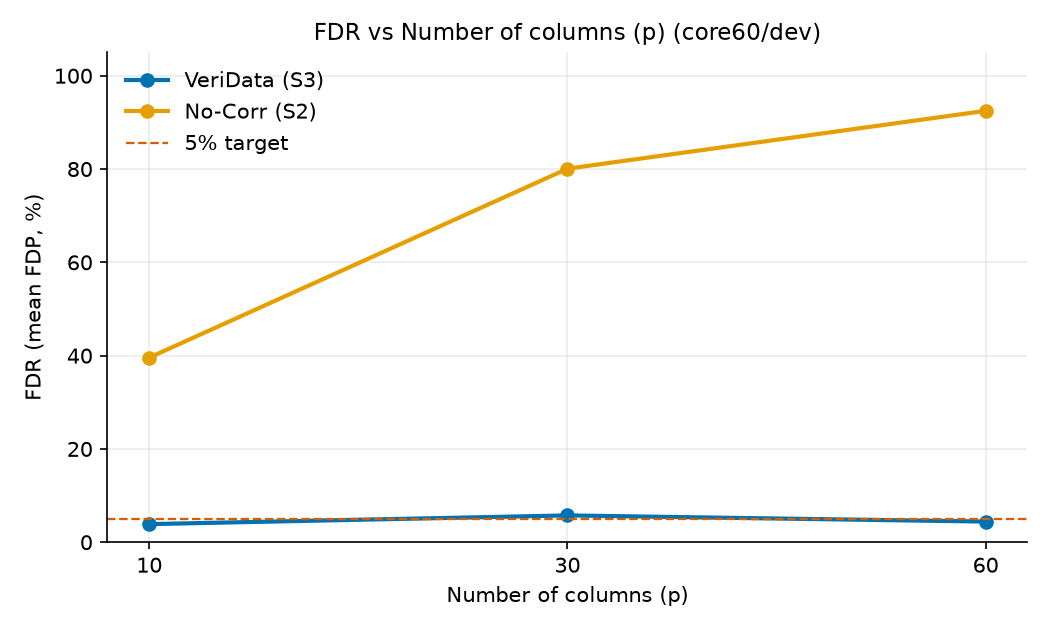 FDR vs Number of columns (p) (core60/dev)
VeriData (S3)
No-Corr (S2)
5% target
FDR (mean FDP, %)
100
80
60
40
20
0
10 30 60
Number of columns (p)